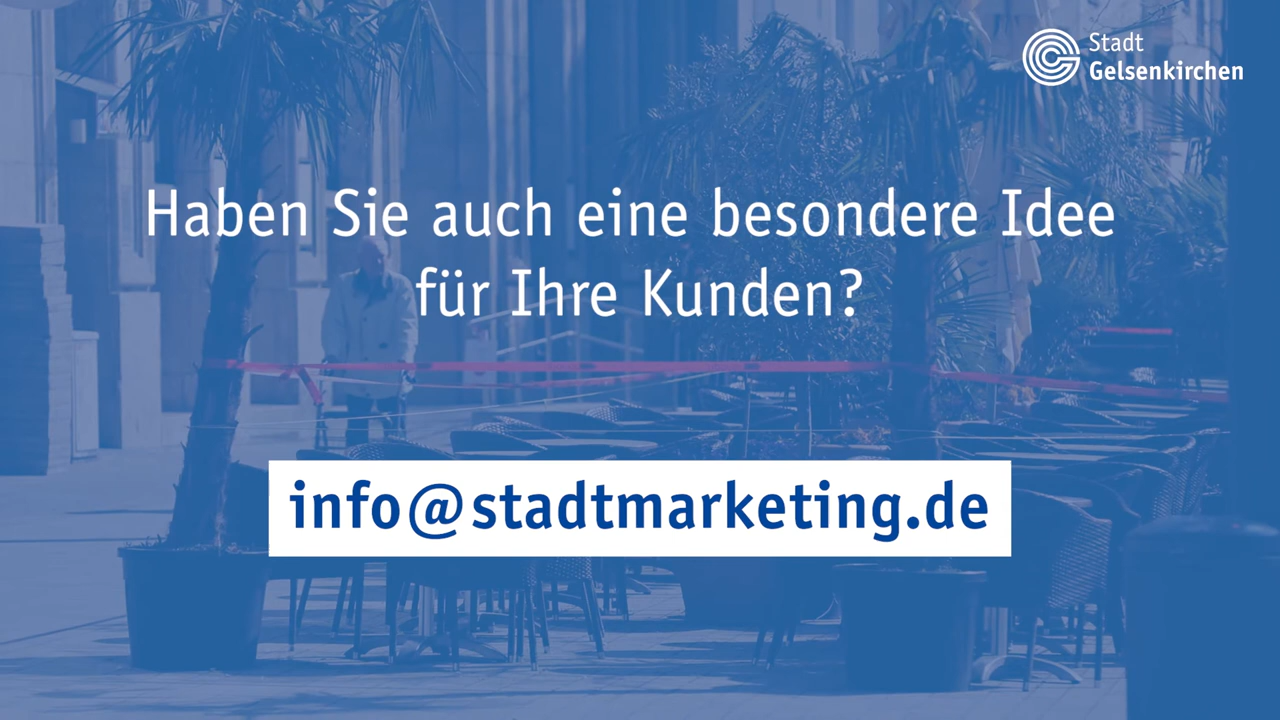 Stadt
Gelsenkirchen
Haben Sie auch eine besondere Idee
für Ihre Kunden?
info@stadtmarketing.de